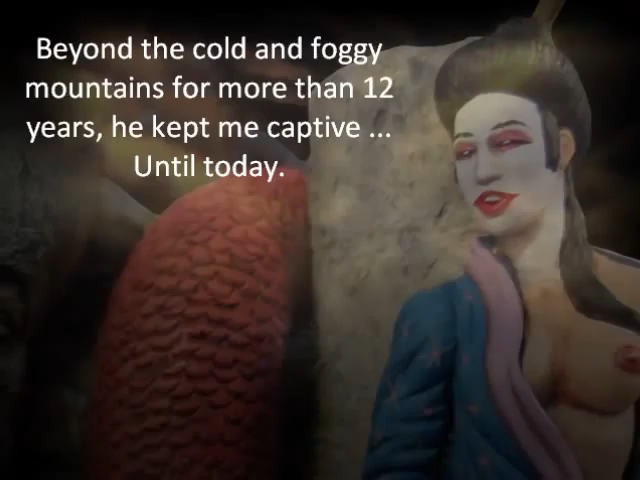 Beyond the cold and foggy
mountains for more than 12
years, he kept me captive ...
Until today.